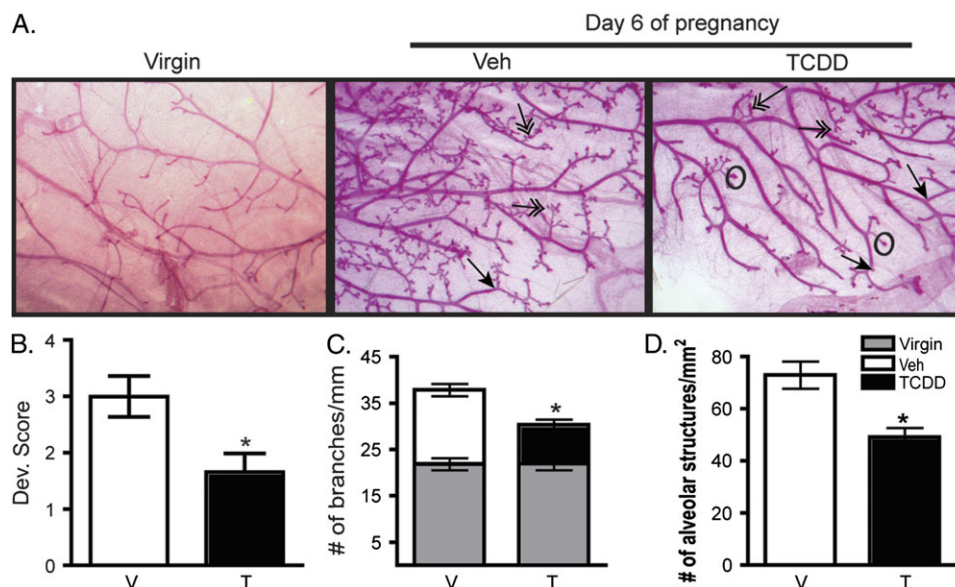 A.
Day 6 of pregnancy
Virgin
Veh
TCDD
B.
Dev. Score
4
3
2
1
0
*
V
T
C.
# of branches/mm
45
35
25
15
5
*
V
T
D.
# of alveolar structures/mm²
80
60
40
20
0
Virgin
Veh
TCDD
*
V
T